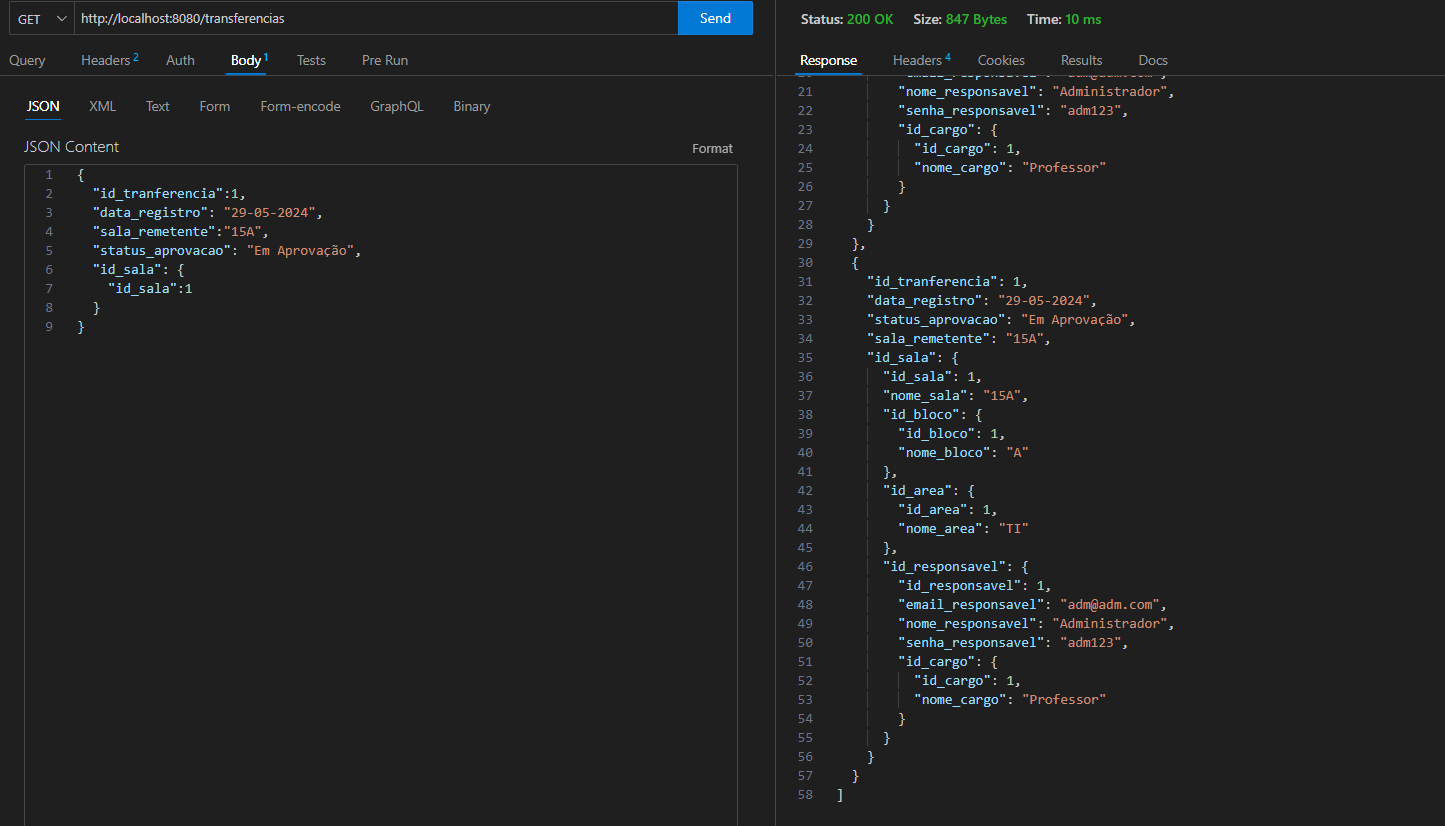 GET
http://localhost:8080/transferencias
Send
Query
Headers 2
Auth
Body 1
Tests
Pre Run
JSON
XML
Text
Form
Form-encode
GraphQL
Binary
JSON Content
Format
1 {
2 "id_tranferencia":1,
3 "data_registro": "29-05-2024",
4 "sala_remetente":"15A",
5 "status_aprovacao": "Em Aprovação",
6 "id_sala": {
7 "id_sala":1
8 }
9 }
Status: 200 OK Size: 847 Bytes Time: 10 ms
Response
Headers 4
Cookies
Results
Docs
20 "email_responsavel": "adm@adm.com",
21 "nome_responsavel": "Administrador",
22 "senha_responsavel": "adm123",
23 "id_cargo": {
24 "id_cargo": 1,
25 "nome_cargo": "Professor"
26 }
27 }
28 }
29 },
30 {
31 "id_tranferencia": 1,
32 "data_registro": "29-05-2024",
33 "status_aprovacao": "Em Aprovação",
34 "sala_remetente": "15A",
35 "id_sala": {
36 "id_sala": 1,
37 "nome_sala": "15A",
38 "id_bloco": {
39 "id_bloco": 1,
40 "nome_bloco": "A"
41 },
42 "id_area": {
43 "id_area": 1,
44 "nome_area": "TI"
45 },
46 "id_responsavel": {
47 "id_responsavel": 1,
48 "email_responsavel": "adm@adm.com",
49 "nome_responsavel": "Administrador",
50 "senha_responsavel": "adm123",
51 "id_cargo": {
52 "id_cargo": 1,
53 "nome_cargo": "Professor"
54 }
55 }
56 }
57 }
58 ]